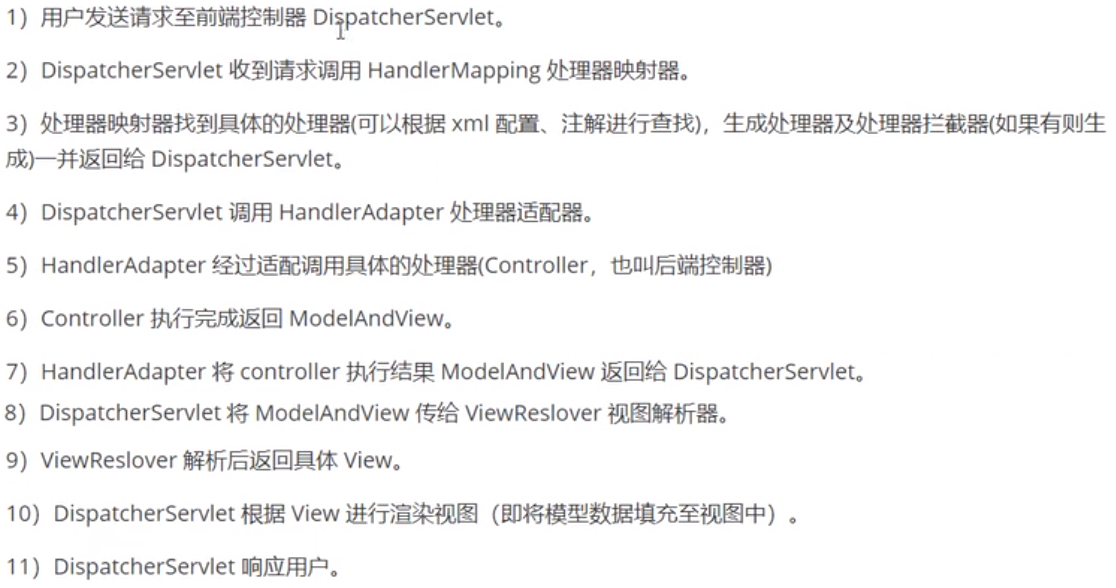 1）用户发送请求至前端控制器 DispatcherServlet。
2）DispatcherServlet 收到请求调用 HandlerMapping 处理器映射器。
3）处理器映射器找到具体的处理器(可以根据 xml 配置、注解进行查找)，生成处理器及处理器拦截器(如果有则生
成)一并返回给 DispatcherServlet。
4）DispatcherServlet 调用 HandlerAdapter 处理器适配器。
5）HandlerAdapter 经过适配调用具体的处理器(Controller，也叫后端控制器)
6）Controller 执行完成返回 ModelAndView。
7）HandlerAdapter 将 controller 执行结果 ModelAndView 返回给 DispatcherServlet。
8）DispatcherServlet 将 ModelAndView 传给 ViewReslover 视图解析器。
9）ViewReslover 解析后返回具体 View。
10）DispatcherServlet 根据 View 进行渲染视图（即将模型数据填充至视图中）。
11）DispatcherServlet 响应用户。